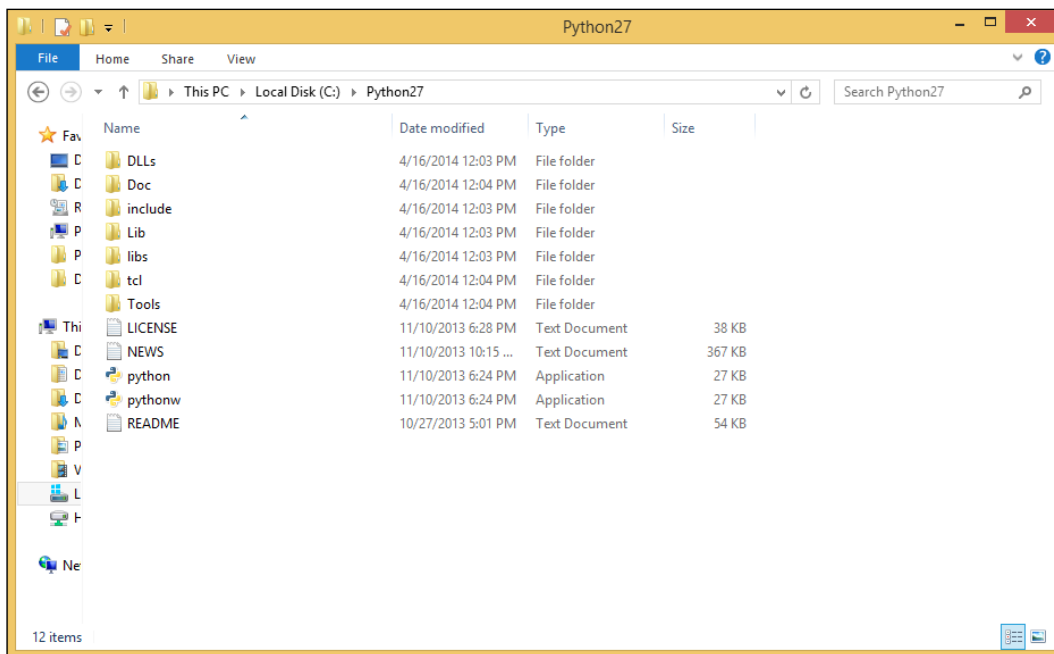 Python27
File Home Share View
This PC Local Disk (C:) Python27 Search Python27
Name Date modified Type Size
DLLs 4/16/2014 12:03 PM File folder
Doc 4/16/2014 12:04 PM File folder
include 4/16/2014 12:03 PM File folder
Lib 4/16/2014 12:03 PM File folder
libs 4/16/2014 12:03 PM File folder
tcl 4/16/2014 12:04 PM File folder
Tools 4/16/2014 12:04 PM File folder
LICENSE 11/10/2013 6:28 PM Text Document 38 KB
NEWS 11/10/2013 10:15 ... Text Document 367 KB
python 11/10/2013 6:24 PM Application 27 KB
pythonw 11/10/2013 6:24 PM Application 27 KB
README 10/27/2013 5:01 PM Text Document 54 KB
Fav
D
D
R
P
P
D
Thi
D
D
D
M
P
V
L
H
Ne
12 items